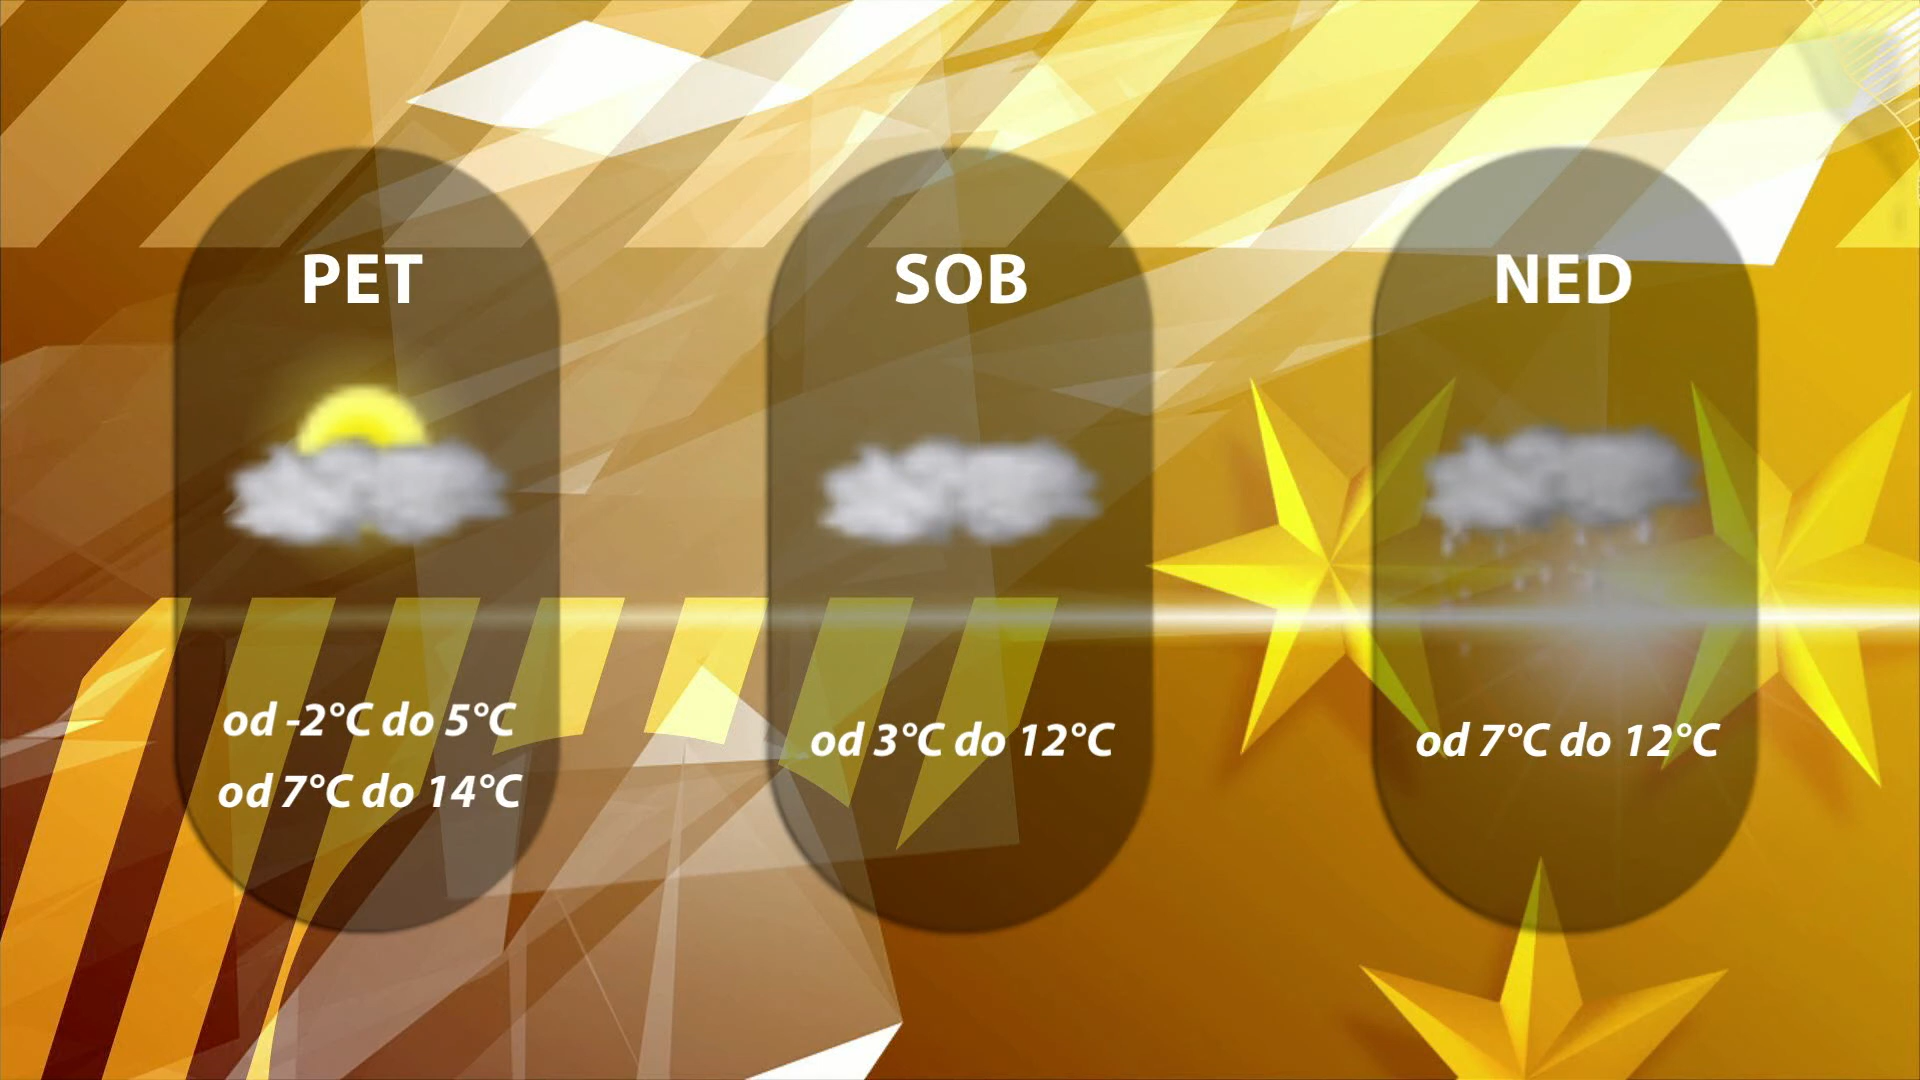 PET
od -2°C do 5°C
od 7°C do 14°C
SOB
od 3°C do 12°C
NED
od 7°C do 12°C